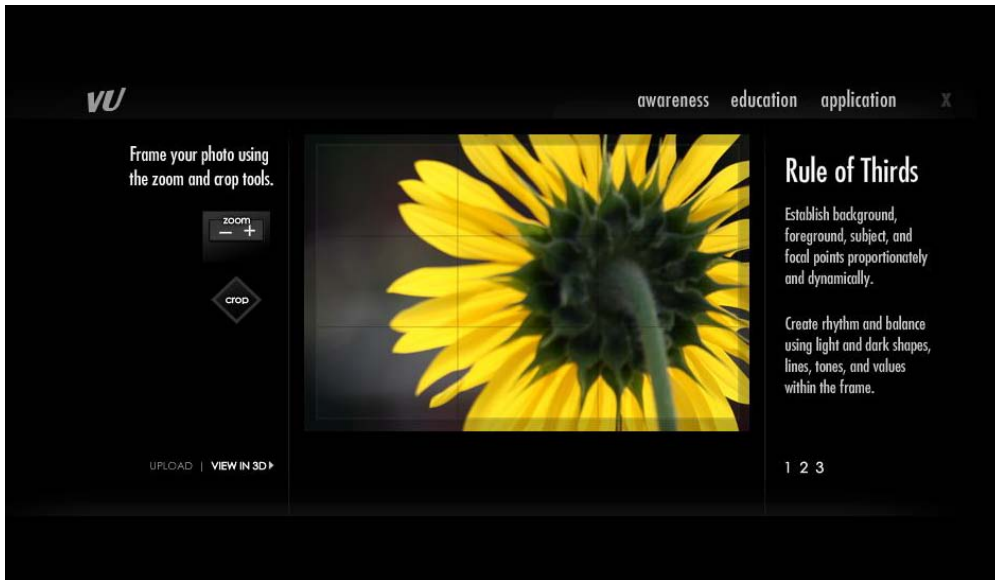 VU
awareness education application X
Frame your photo using
the zoom and crop tools.
zoom
– +
crop
UPLOAD | VIEW IN 3D
Rule of Thirds
Establish background,
foreground, subject, and
focal points proportionately
and dynamically.
Create rhythm and balance
using light and dark shapes,
lines, tones, and values
within the frame.
1 2 3